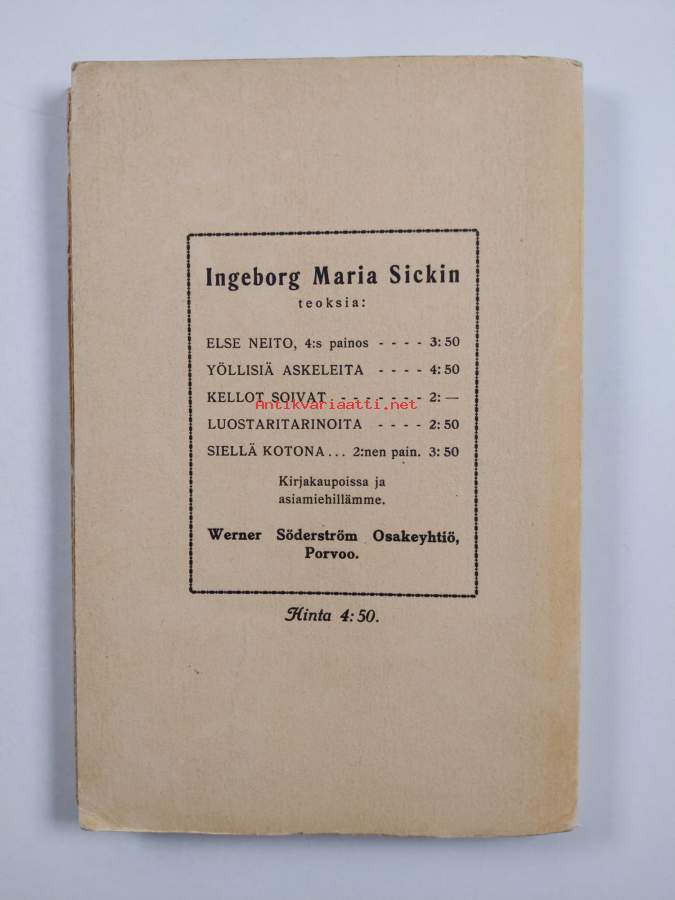 Ingeborg Maria Sickin
teoksia:
ELSE NEITO, 4:s painos - - - - 3:50
YÖLLISIÄ ASKELEITA - - - - 4:50
KELLOT SOIVAT - - - - - - - 2: —
Antikvariaatti.net
LUOSTARITARINOITA - - - - 2:50
SIELLÄ KOTONA... 2:nen pain. 3:50
Kirjakaupoissa ja
asiamiehillämme.
Werner Söderström Osakeyhtiö,
Porvoo.
Hinta 4:50.